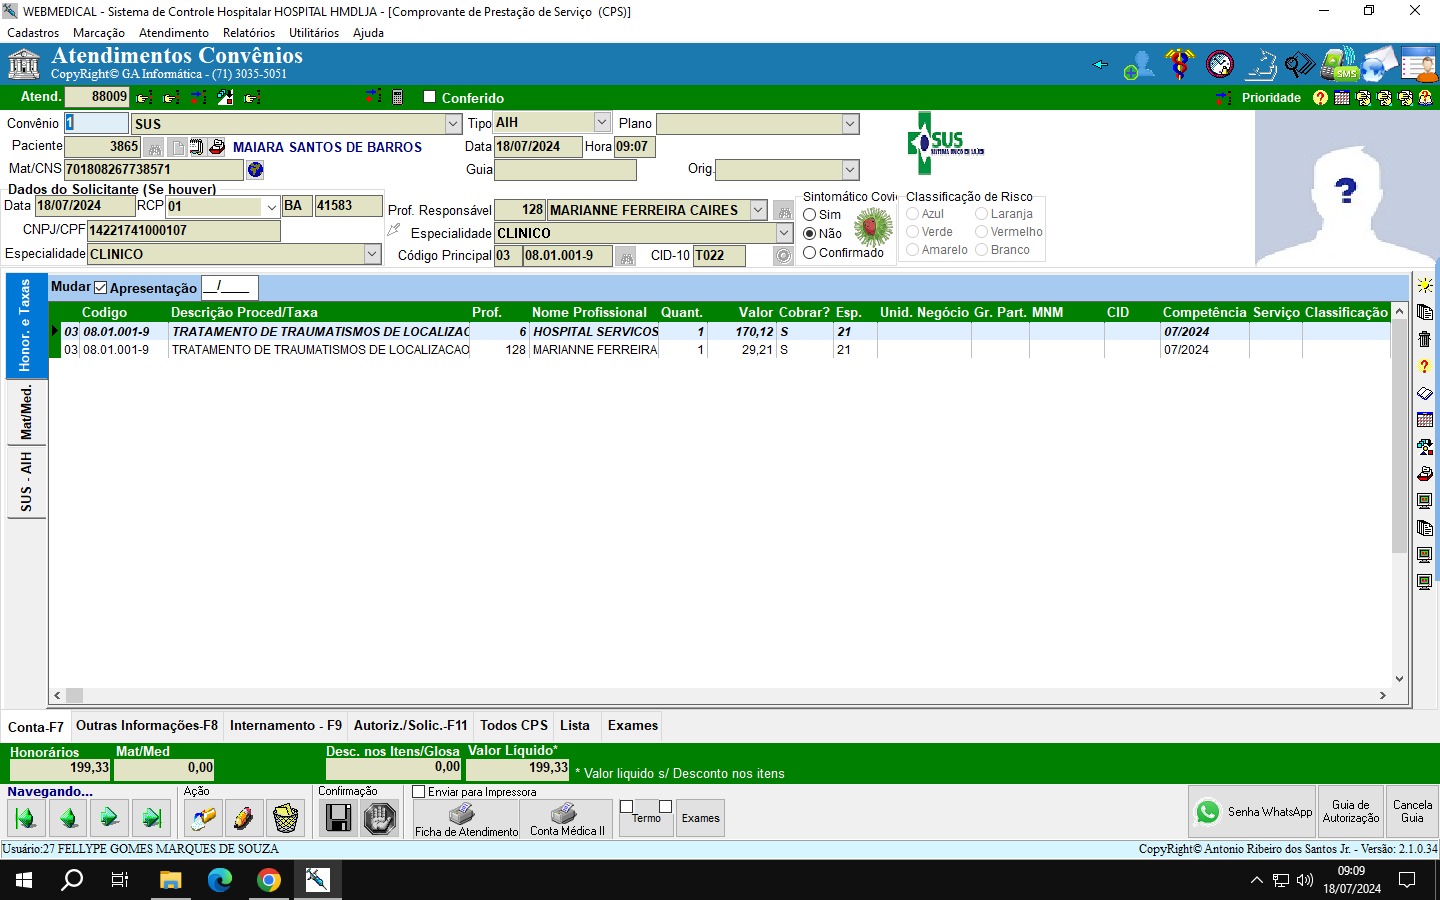 WEBMEDICAL - Sistema de Controle Hospitalar HOSPITAL HMDLJA - [Comprovante de Prestação de Serviço (CPS)]
Cadastros Marcação Atendimento Relatórios Utilitários Ajuda
Atendimentos Convênios
CopyRight© GA Informática - (71) 3035-5051
SMS
Atend. 88009 Conferido Prioridade
Convênio 1 SUS Tipo AIH Plano
Paciente 3865 MAIARA SANTOS DE BARROS Data 18/07/2024 Hora 09:07
SUS
Mat/CNS 701808267738571 Guia Orig.
Dados do Solicitante (Se houver)
Data 18/07/2024 RCP 01 BA 41583
CNPJ/CPF 14221741000107
Especialidade CLINICO
Prof. Responsável 128 MARIANNE FERREIRA CAIRES
Especialidade CLINICO
Código Principal 03 08.01.001-9 CID-10 T022
Sintomático Covi
Sim
Não
Confirmado
Classificação de Risco
Azul Laranja
Verde Vermelho
Amarelo Branco
?
Honor. e Taxas
Mat/Med.
SUS - AIH
Mudar Apresentação __/____
Codigo Descrição Proced/Taxa Prof. Nome Profissional Quant. Valor Cobrar? Esp. Unid. Negócio Gr. Part. MNM CID Competência Serviço Classificação
03 08.01.001-9 TRATAMENTO DE TRAUMATISMOS DE LOCALIZAC 6 HOSPITAL SERVICOS 1 170,12 S 21 07/2024
03 08.01.001-9 TRATAMENTO DE TRAUMATISMOS DE LOCALIZACAO 128 MARIANNE FERREIRA 1 29,21 S 21 07/2024
Conta-F7 Outras Informações-F8 Internamento - F9 Autoriz./Solic.-F11 Todos CPS Lista Exames
Honorários Mat/Med Desc. nos Itens/Glosa Valor Líquido*
199,33 0,00 0,00 199,33 * Valor liquido s/ Desconto nos itens
Navegando... Ação Confirmação Enviar para Impressora
Ficha de Atendimento Conta Médica II Termo Exames
Senha WhatsApp
Guia de Autorização
Cancela Guia
Usuário:27 FELLYPE GOMES MARQUES DE SOUZA CopyRight© Antonio Ribeiro dos Santos Jr. - Versão: 2.1.0.34
09:09
18/07/2024